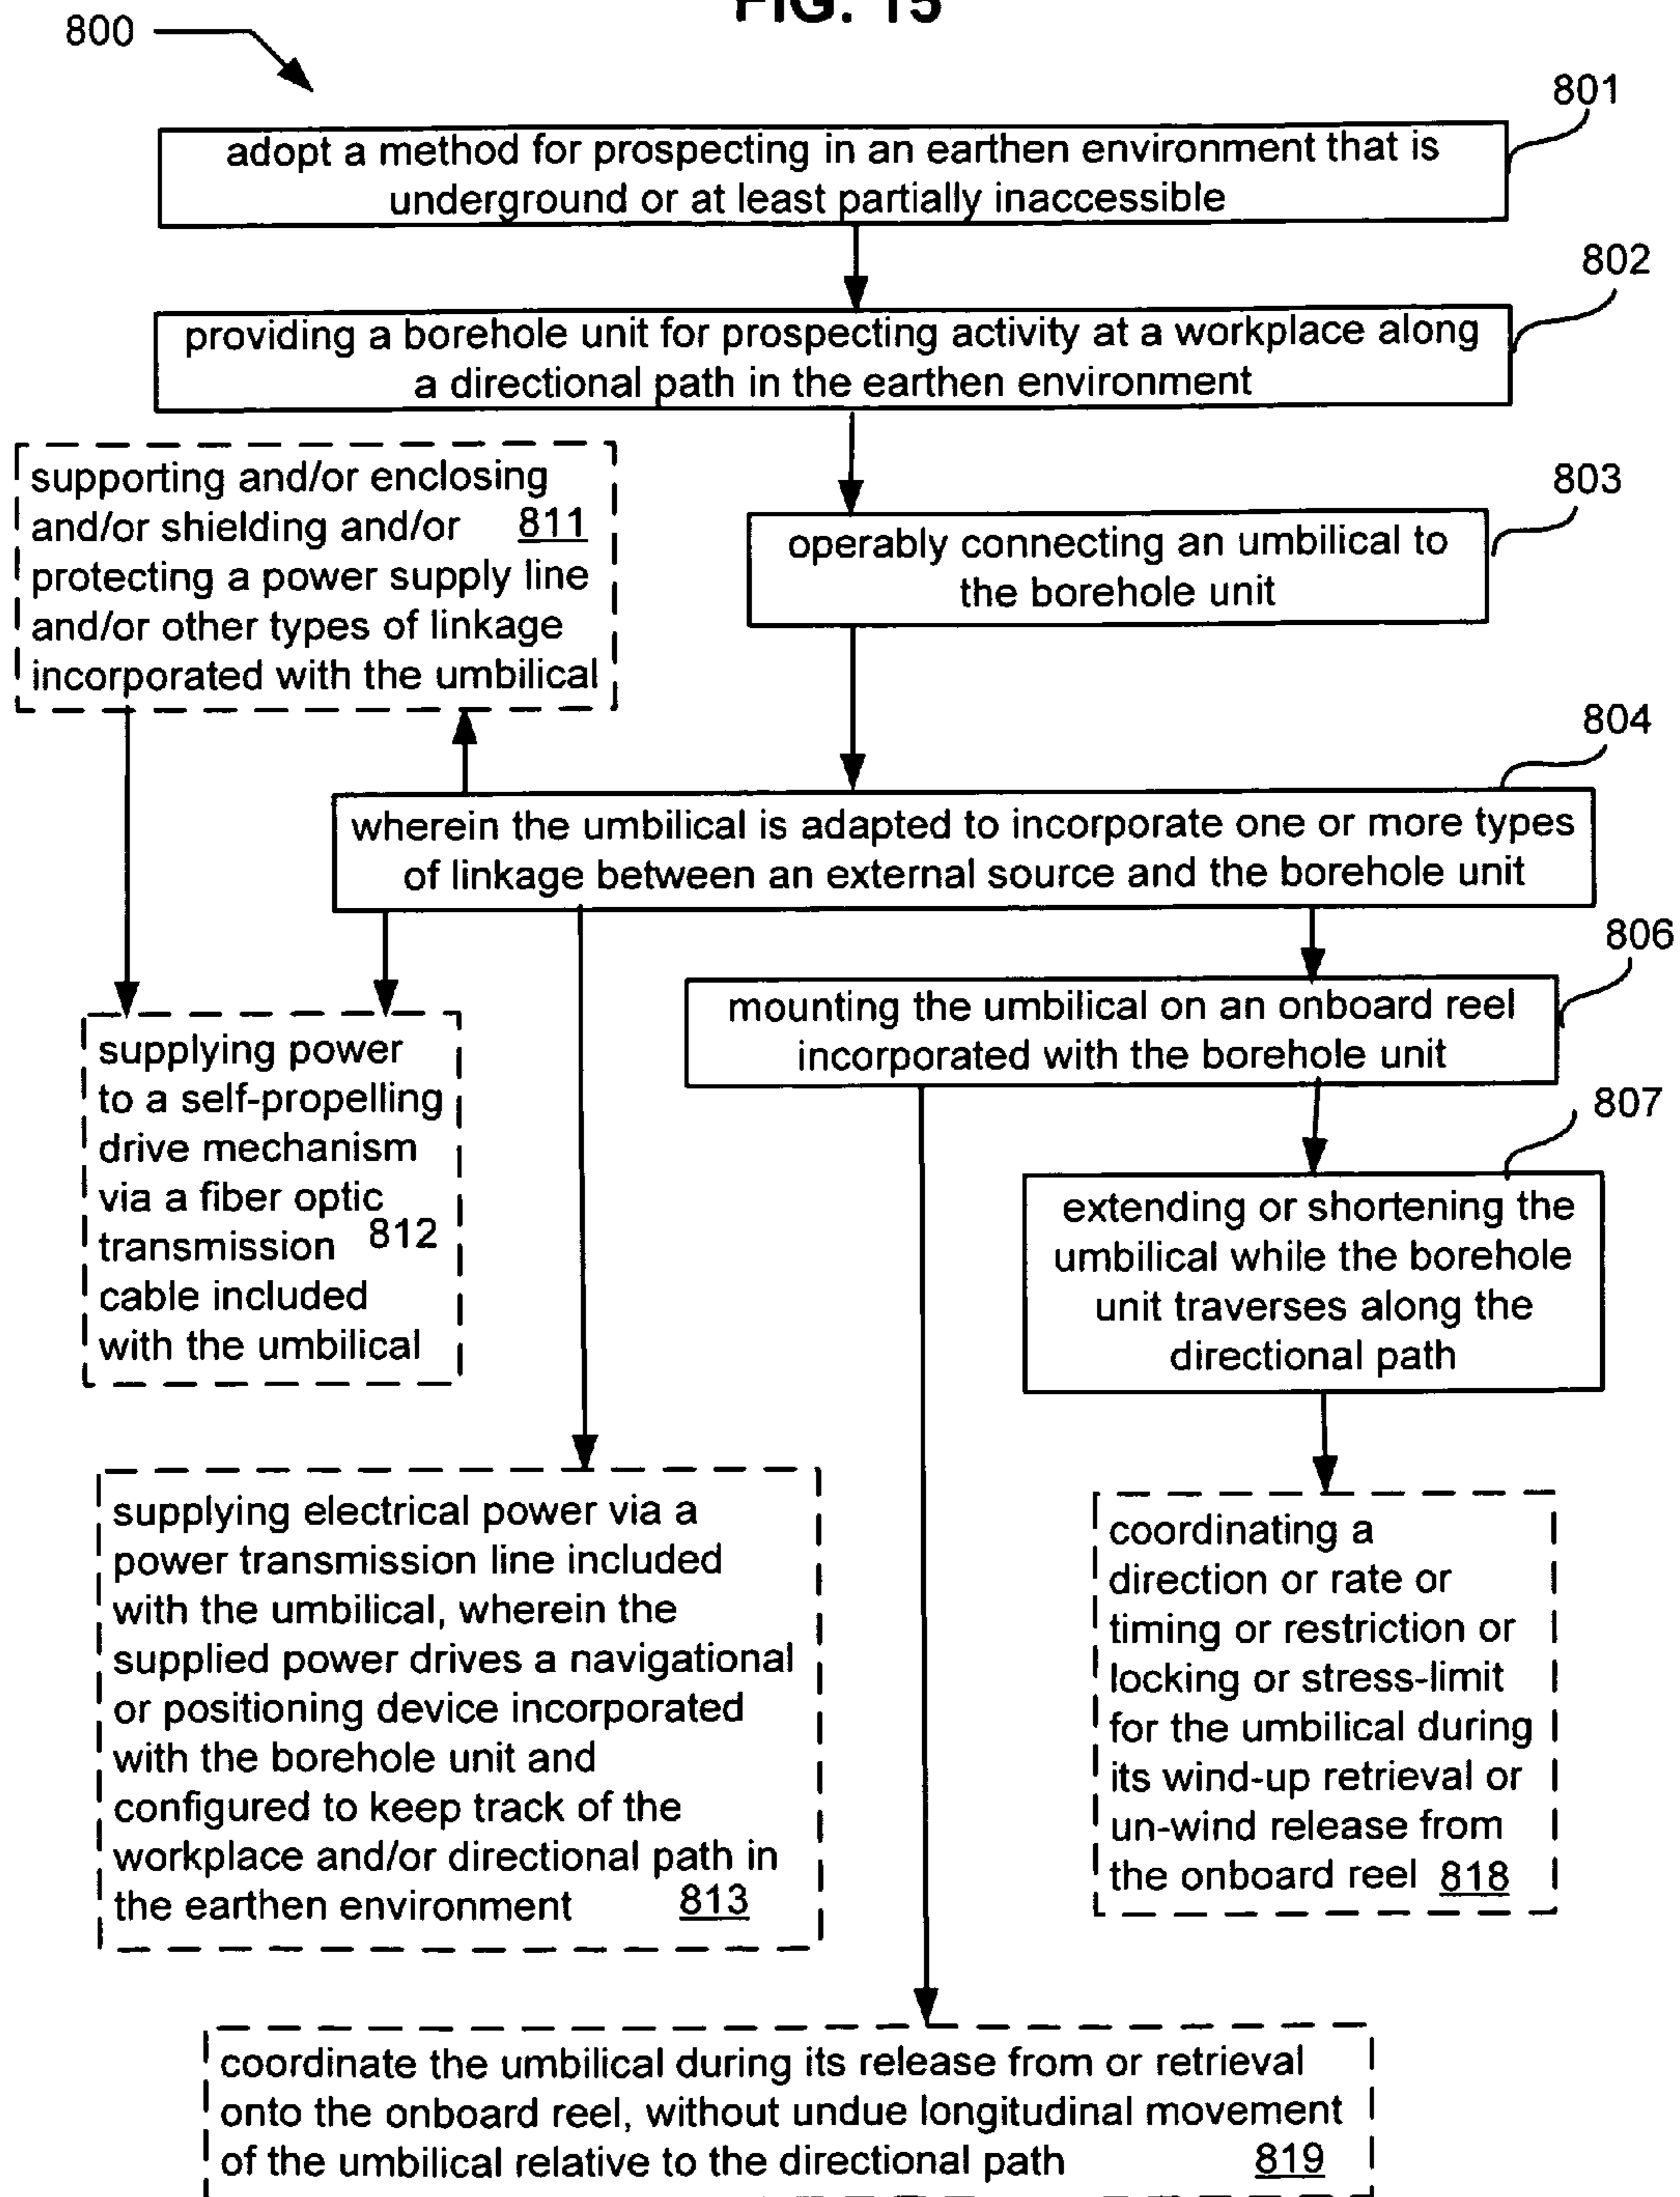 FIG. 15
800
801
adopt a method for prospecting in an earthen environment that is
underground or at least partially inaccessible
802
providing a borehole unit for prospecting activity at a workplace along
a directional path in the earthen environment
supporting and/or enclosing
and/or shielding and/or 811
protecting a power supply line
and/or other types of linkage
incorporated with the umbilical
803
operably connecting an umbilical to
the borehole unit
804
wherein the umbilical is adapted to incorporate one or more types
of linkage between an external source and the borehole unit
806
mounting the umbilical on an onboard reel
incorporated with the borehole unit
supplying power
to a self-propelling
drive mechanism
via a fiber optic
transmission 812
cable included
with the umbilical
807
extending or shortening the
umbilical while the borehole
unit traverses along the
directional path
supplying electrical power via a
power transmission line included
with the umbilical, wherein the
supplied power drives a navigational
or positioning device incorporated
with the borehole unit and
configured to keep track of the
workplace and/or directional path in
the earthen environment 813
coordinating a
direction or rate or
timing or restriction or
locking or stress-limit
for the umbilical during
its wind-up retrieval or
un-wind release from
the onboard reel 818
coordinate the umbilical during its release from or retrieval
onto the onboard reel, without undue longitudinal movement
of the umbilical relative to the directional path 819